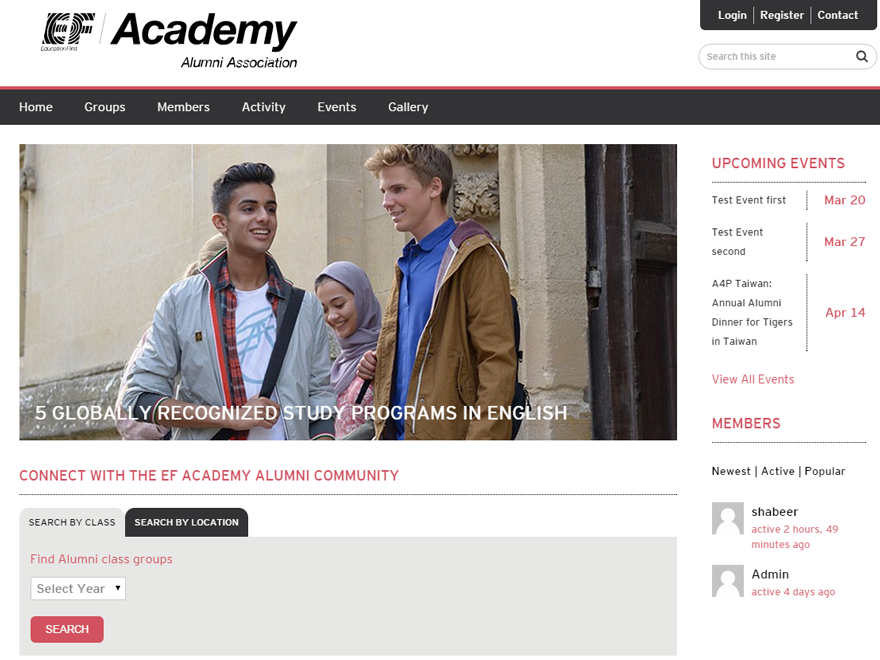 EF Academy
Education First
Alumni Association
Login Register Contact
Search this site
Home Groups Members Activity Events Gallery
5 GLOBALLY RECOGNIZED STUDY PROGRAMS IN ENGLISH
CONNECT WITH THE EF ACADEMY ALUMNI COMMUNITY
SEARCH BY CLASS SEARCH BY LOCATION
Find Alumni class groups
Select Year
SEARCH
UPCOMING EVENTS
Test Event first Mar 20
Test Event
second
Mar 27
A4P Taiwan:
Annual Alumni
Dinner for Tigers
in Taiwan
Apr 14
View All Events
MEMBERS
Newest | Active | Popular
shabeer
active 2 hours, 49
minutes ago
Admin
active 4 days ago